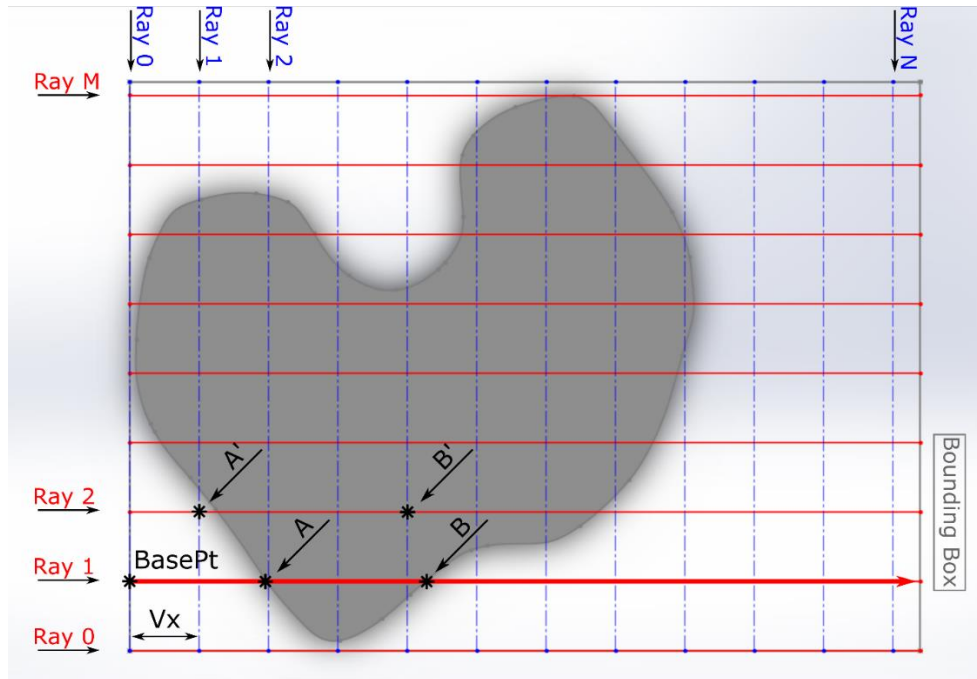 Ray 0
Ray 1
Ray 2
Ray N
Ray M
A'
B'
Ray 2
A
B
BasePt
Ray 1
Vx
Ray 0
Bounding Box